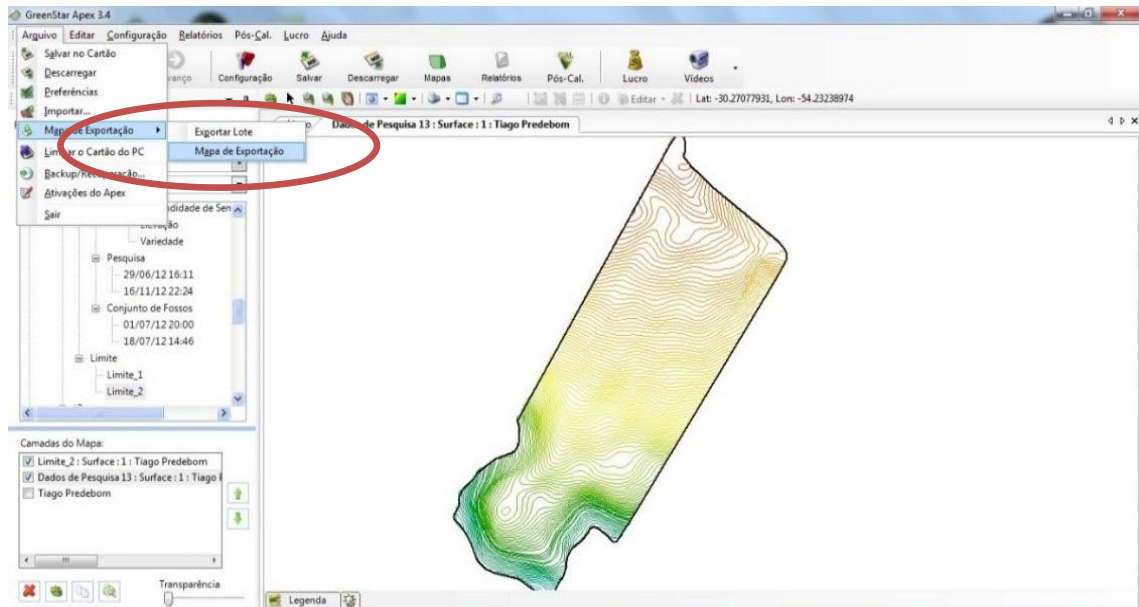 GreenStar Apex 3.4
Arquivo Editar Configuração Relatórios Pós-Cal. Lucro Ajuda
Salvar no Cartão
Descarregar
Preferências
Importar...
Mapa de Exportação
Limpar o Cartão do PC
Backup/Recuperação...
Ativações do Apex
Sair
Exportar Lote
Mapa de Exportação
Configuração Salvar Descarregar Mapas Relatórios Pós-Cal. Lucro Vídeos
Editar Lat: -30.27077931, Lon: -54.23238974
Dados de Pesquisa 13 : Surface : 1 : Tiago Predebom
Variedade
Pesquisa
29/06/12 16:11
16/11/12 22:24
Conjunto de Fossos
01/07/12 20:00
18/07/12 14:46
Limite
Limite_1
Limite_2
Camadas do Mapa:
Limite_2 : Surface : 1 : Tiago Predebom
Dados de Pesquisa 13 : Surface : 1 : Tiago
Tiago Predebom
Transparência
Legenda